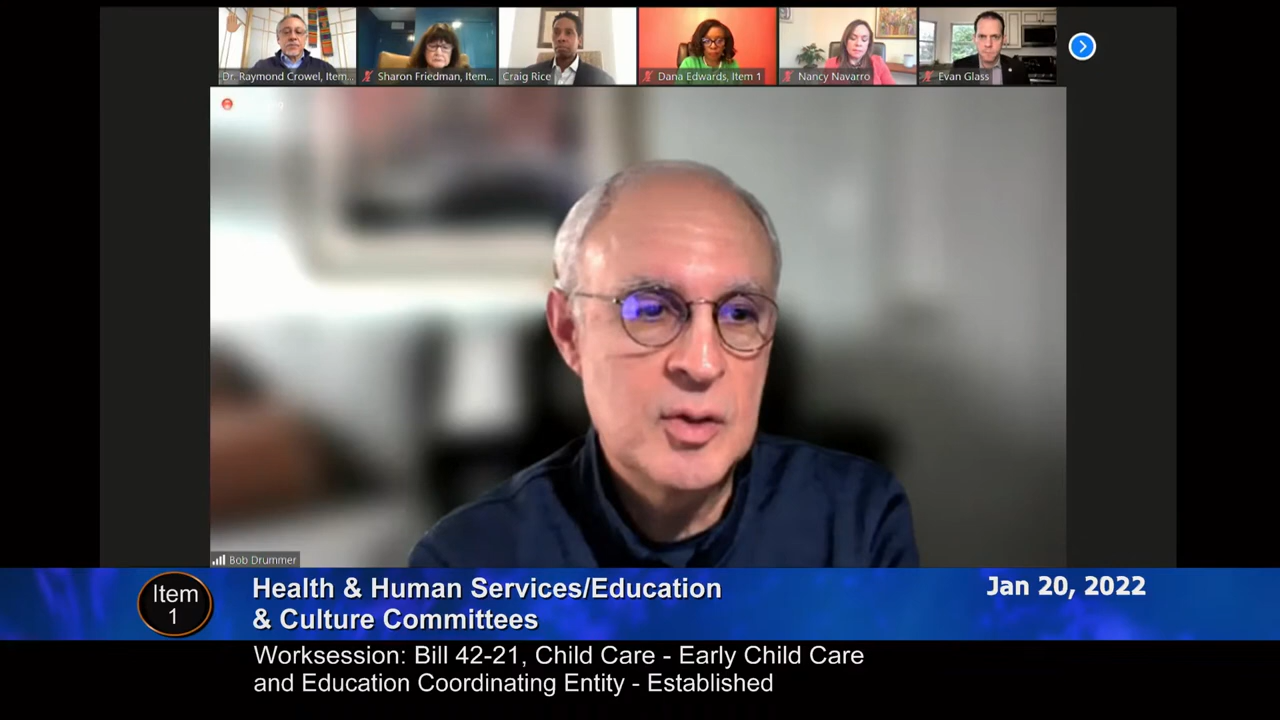 Dr. Raymond Crowel, Item...
Sharon Friedman, Item...
Craig Rice
Dana Edwards, Item 1
Nancy Navarro
Evan Glass
Bob Drummer
Item
1
Health & Human Services/Education
& Culture Committees
Jan 20, 2022
Worksession: Bill 42-21, Child Care - Early Child Care
and Education Coordinating Entity - Established